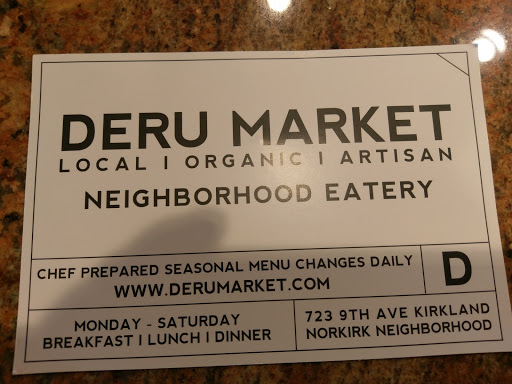 DERU MARKET
LOCAL | ORGANIC | ARTISAN
NEIGHBORHOOD EATERY
CHEF PREPARED SEASONAL MENU CHANGES DAILY
WWW.DERUMARKET.COM
D
MONDAY - SATURDAY
BREAKFAST | LUNCH | DINNER
723 9TH AVE KIRKLAND
NORKIRK NEIGHBORHOOD